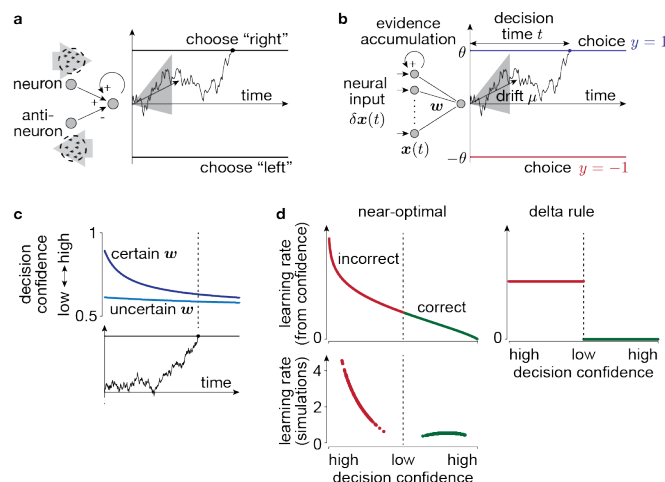 a
choose “right”
neuron
+
+
-
anti-
neuron
time
choose “left”
b
evidence
accumulation
decision
time t
θ
choice y = 1
+
neural
input
δx(t)
w
drift μ
time
x(t)
−θ
choice y = −1
c
decision
confidence
low ⟷ high
1
certain w
uncertain w
0.5
time
d
near-optimal
delta rule
learning rate
(from confidence)
incorrect
correct
0
0
high
low
high
decision confidence
learning rate
(simulations)
4
2
0
high
low
high
decision confidence